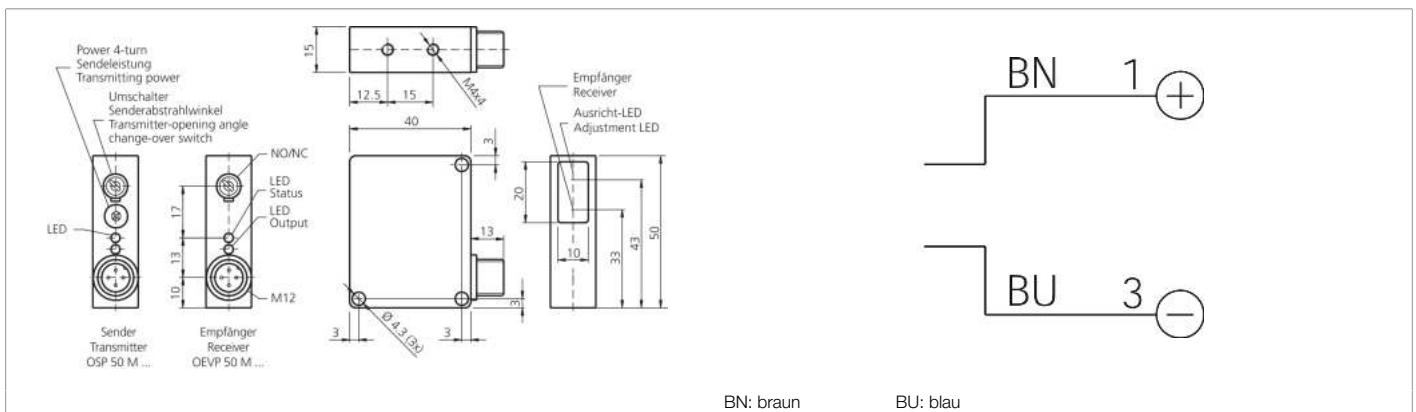 Power 4-turn
Sendeleistung
Transmitting power
Umschalter
Senderabstrahlwinkel
Transmitter-opening angle
change-over switch
LED
Sender
Transmitter
OSP 50 M ...
NO/NC
LED
Status
LED
Output
M12
17
13
10
Empfänger
Receiver
OEVP 50 M ...
15
12.5
15
M4x4
40
3
13
3
3
Ø 4.3 (3x)
3
Empfänger
Receiver
Ausricht-LED
Adjustment LED
20
10
33
43
50
BN 1 +
BU 3 −
BN: braun BU: blau